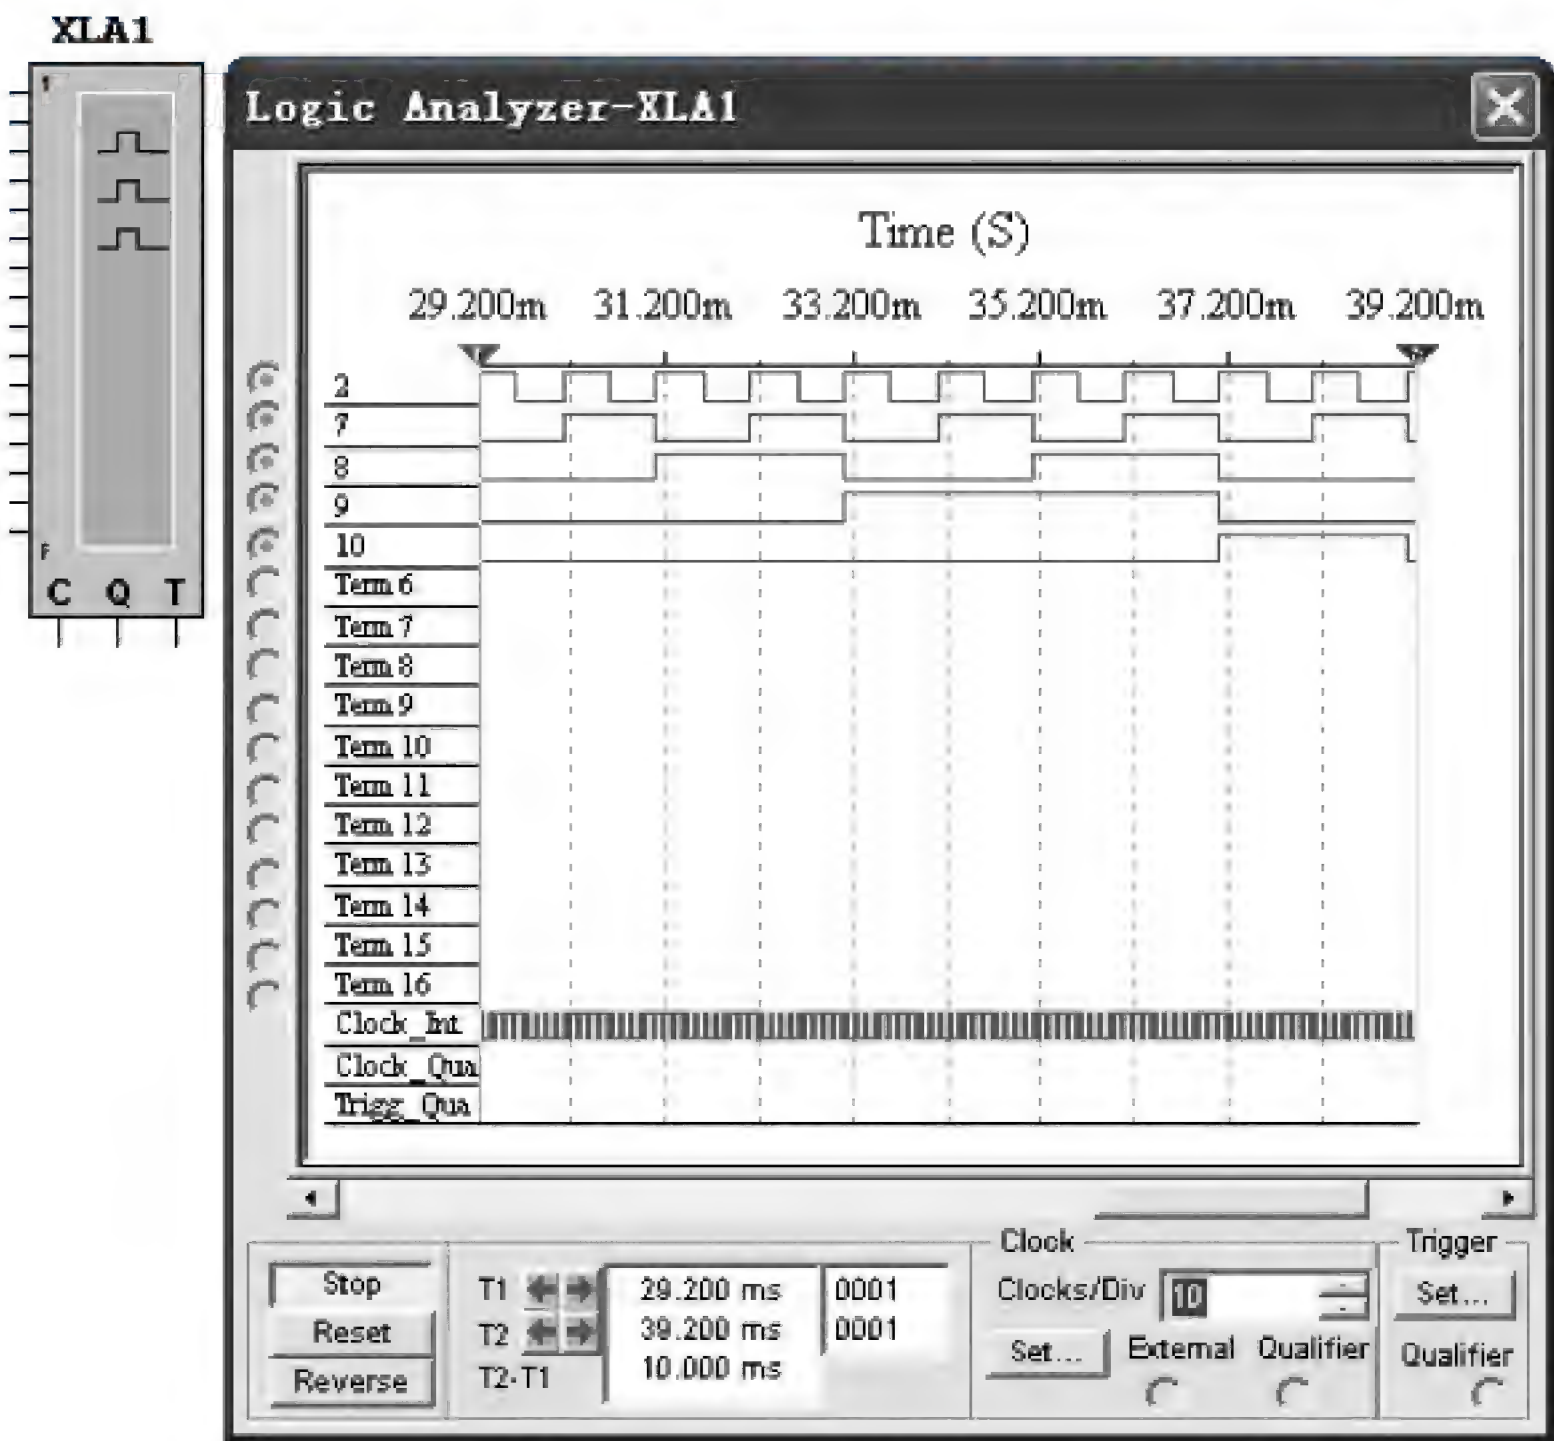 XLA1
1
F
C Q T
Logic Analyzer-XLA1
Time (S)
29.200m 31.200m 33.200m 35.200m 37.200m 39.200m
2
7
8
9
10
Term 6
Term 7
Term 8
Term 9
Term 10
Term 11
Term 12
Term 13
Term 14
Term 15
Term 16
Clock_Int
Clock_Qua
Trigg_Qua
Stop
Reset
Reverse
T1 29.200 ms 0001
T2 39.200 ms 0001
T2-T1 10.000 ms
Clock
Clocks/Div 10
Set... External Qualifier
Trigger
Set...
Qualifier